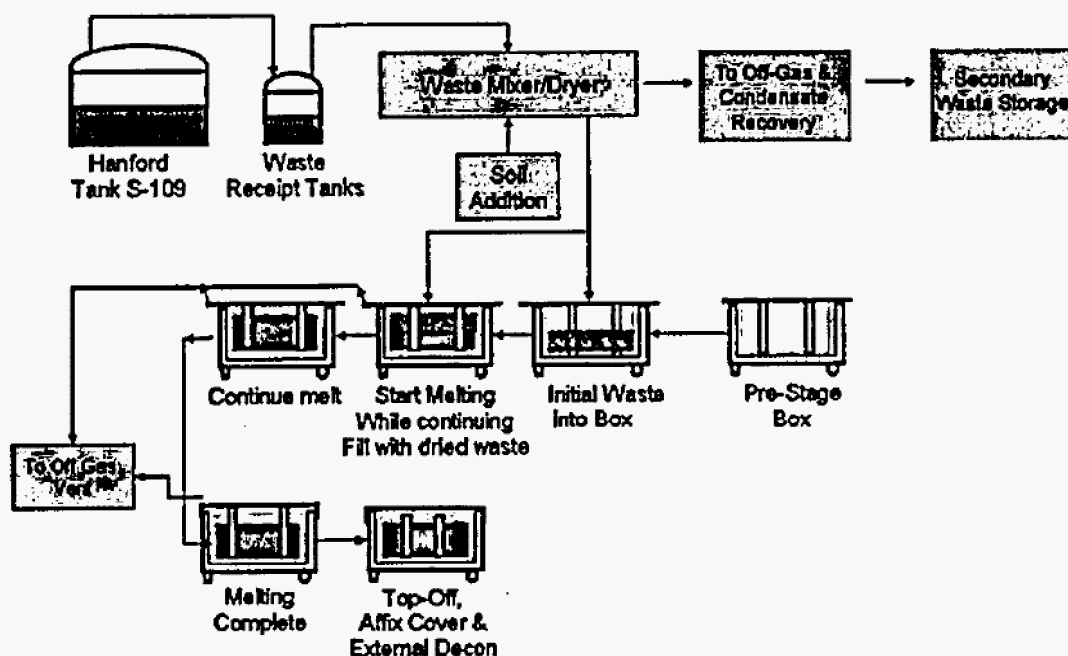 Waste Mixer/Dryer
To Off-Gas &
Condensate
Recovery
Secondary
Waste Storage
Hanford
Tank S-109
Waste
Receipt Tanks
Soil
Addition
Continue melt
Start Melting
While continuing
Fill with dried waste
Initial Waste
Into Box
Pre-Stage
Box
To Off Gas,
Vent
Melting
Complete
Top-Off,
Affix Cover &
External Decon